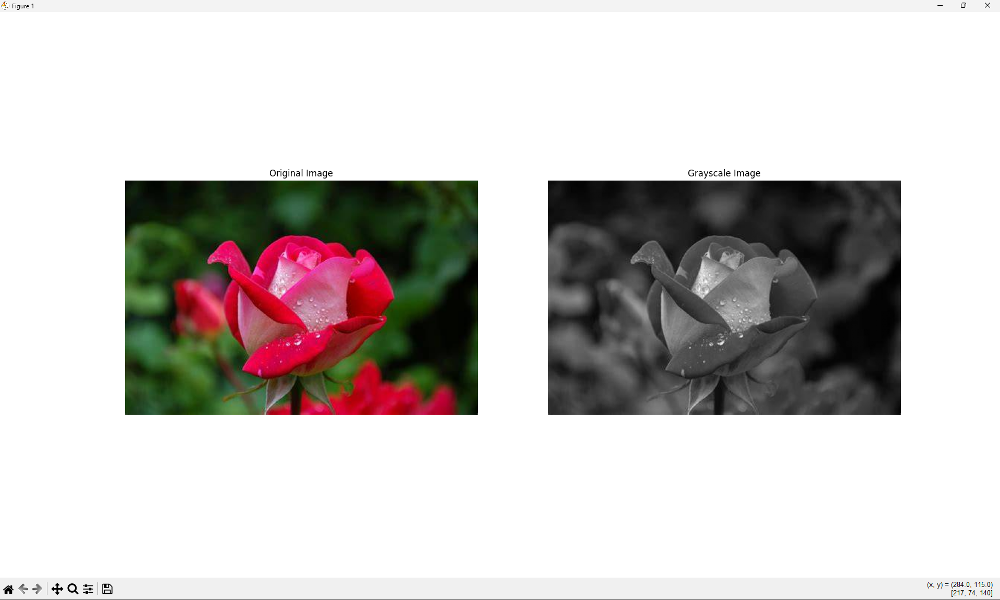 Figure 1
Original Image
Grayscale Image
(x, y) = (284.0, 115.0)
[217, 74, 140]